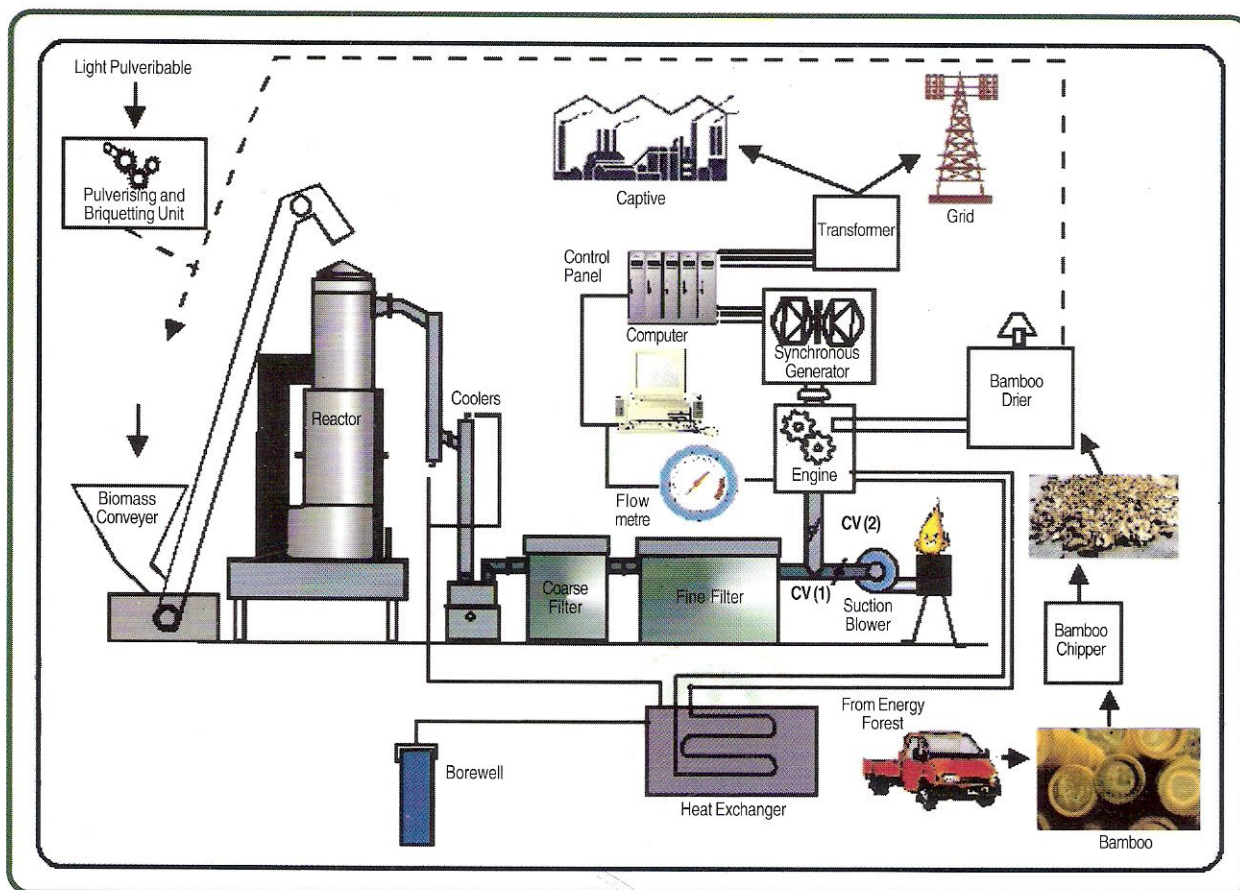 Light Pulveribable
Pulverising and
Briquetting Unit
Captive
Grid
Transformer
Control
Panel
Computer
Synchronous
Generator
Bamboo
Drier
Coolers
Reactor
Engine
Biomass
Conveyer
Flow
metre
CV (2)
Coarse
Filter
Fine Filter
CV (1)
Suction
Blower
Bamboo
Chipper
From Energy
Forest
Borewell
Heat Exchanger
Bamboo